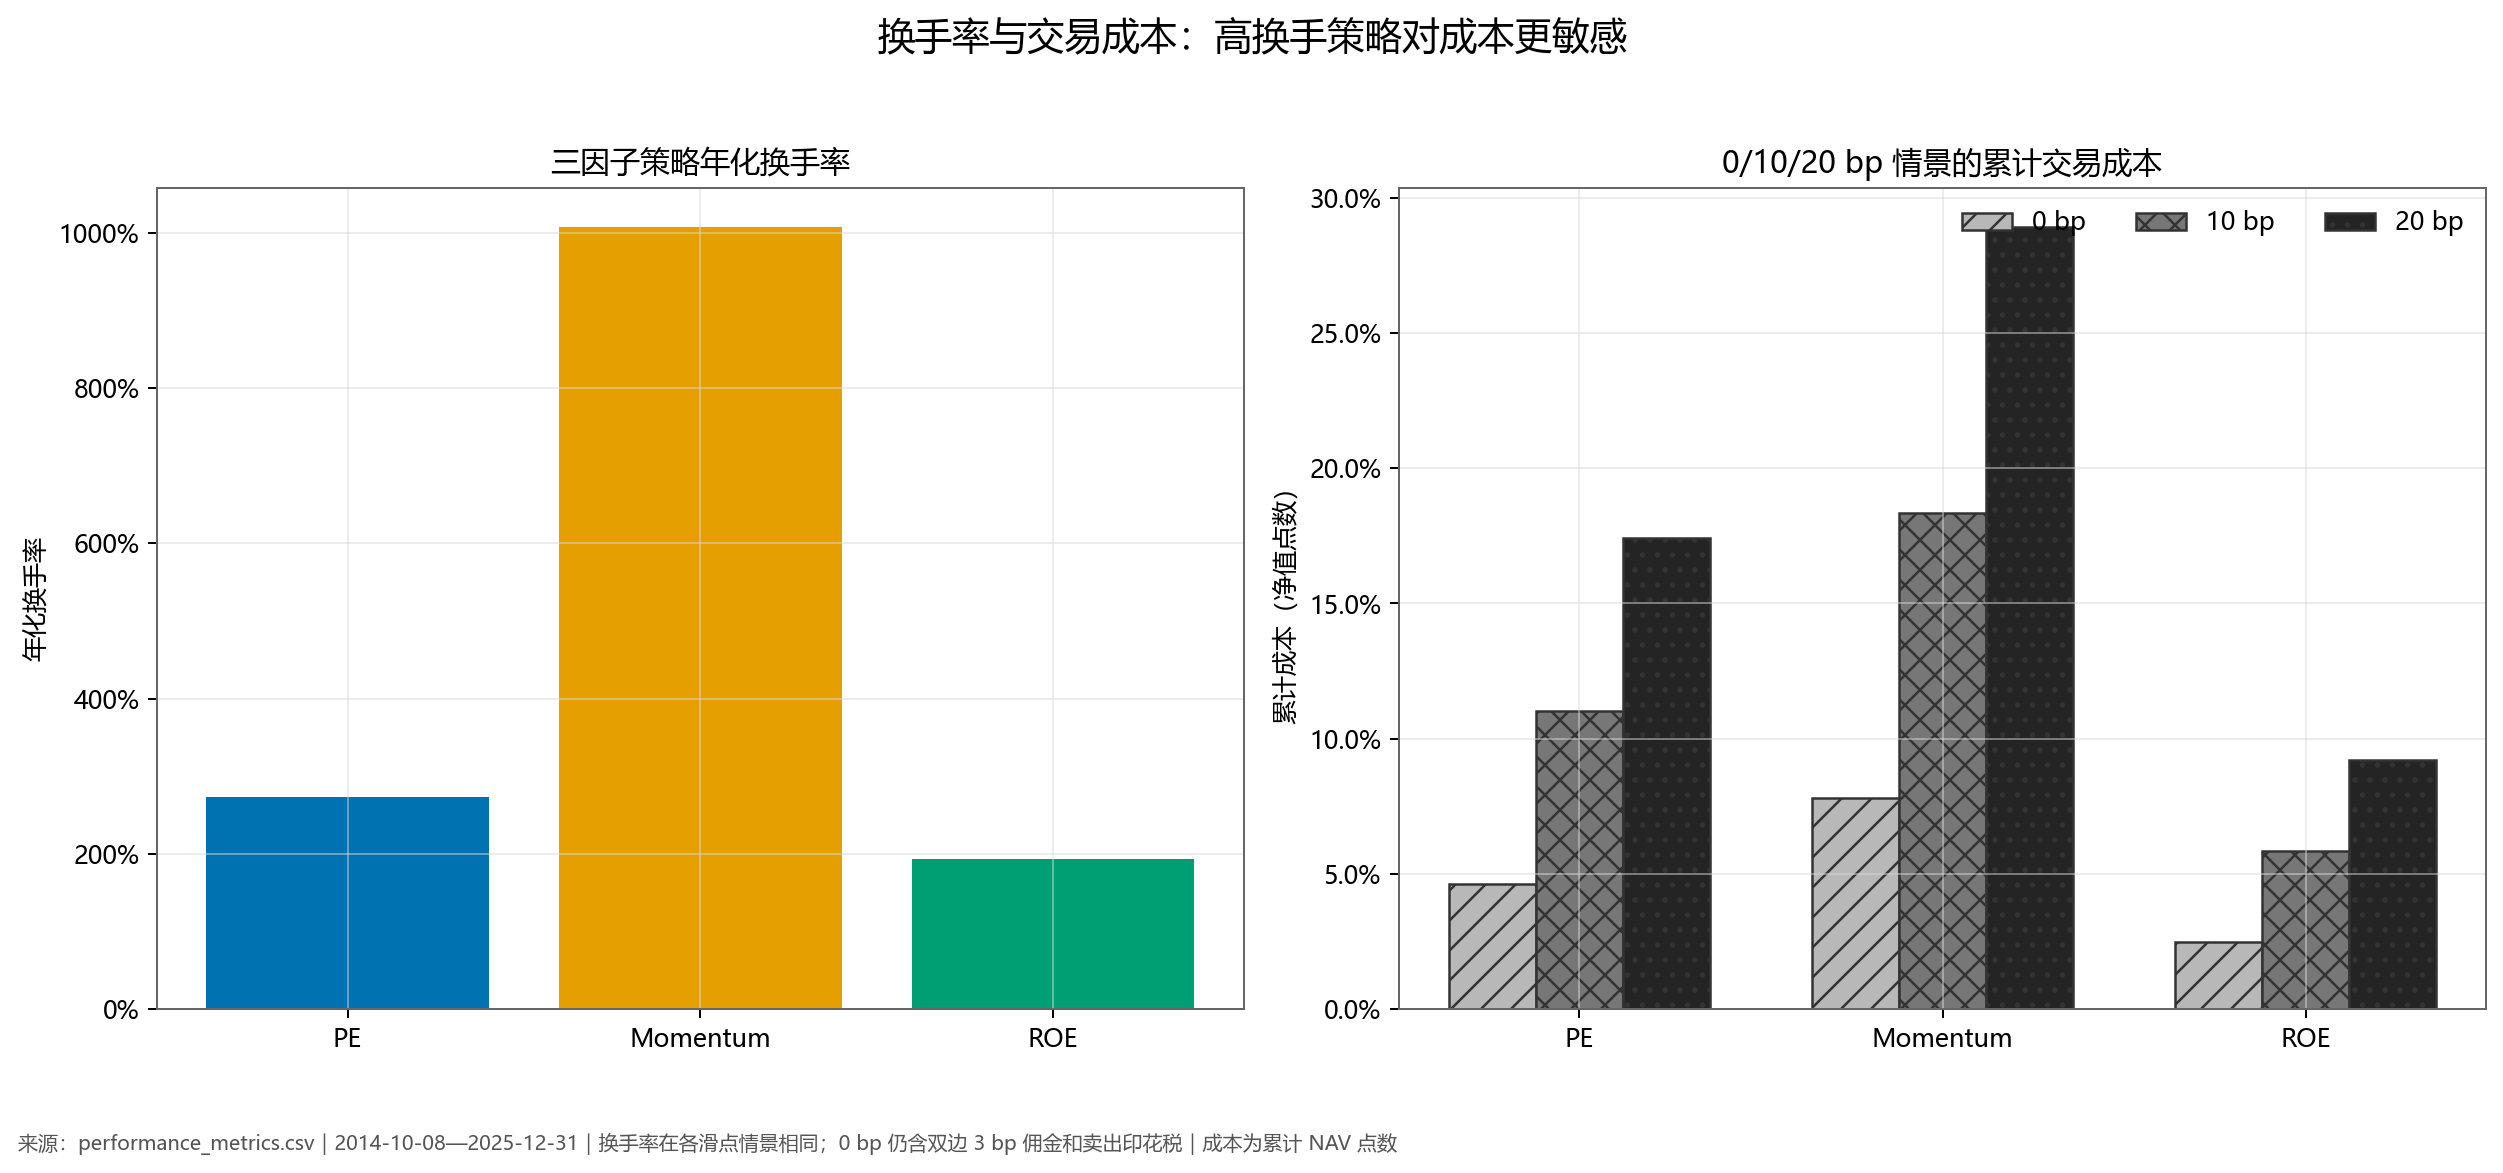 换手率与交易成本：高换手策略对成本更敏感
三因子策略年化换手率
年化换手率
1000%
800%
600%
400%
200%
0%
PE
Momentum
ROE
0/10/20 bp 情景的累计交易成本
累计成本（净值点数）
30.0%
25.0%
20.0%
15.0%
10.0%
5.0%
0.0%
0 bp
10 bp
20 bp
PE
Momentum
ROE
来源：performance_metrics.csv | 2014-10-08—2025-12-31 | 换手率在各滑点情景相同；0 bp 仍含双边 3 bp 佣金和卖出印花税 | 成本为累计 NAV 点数